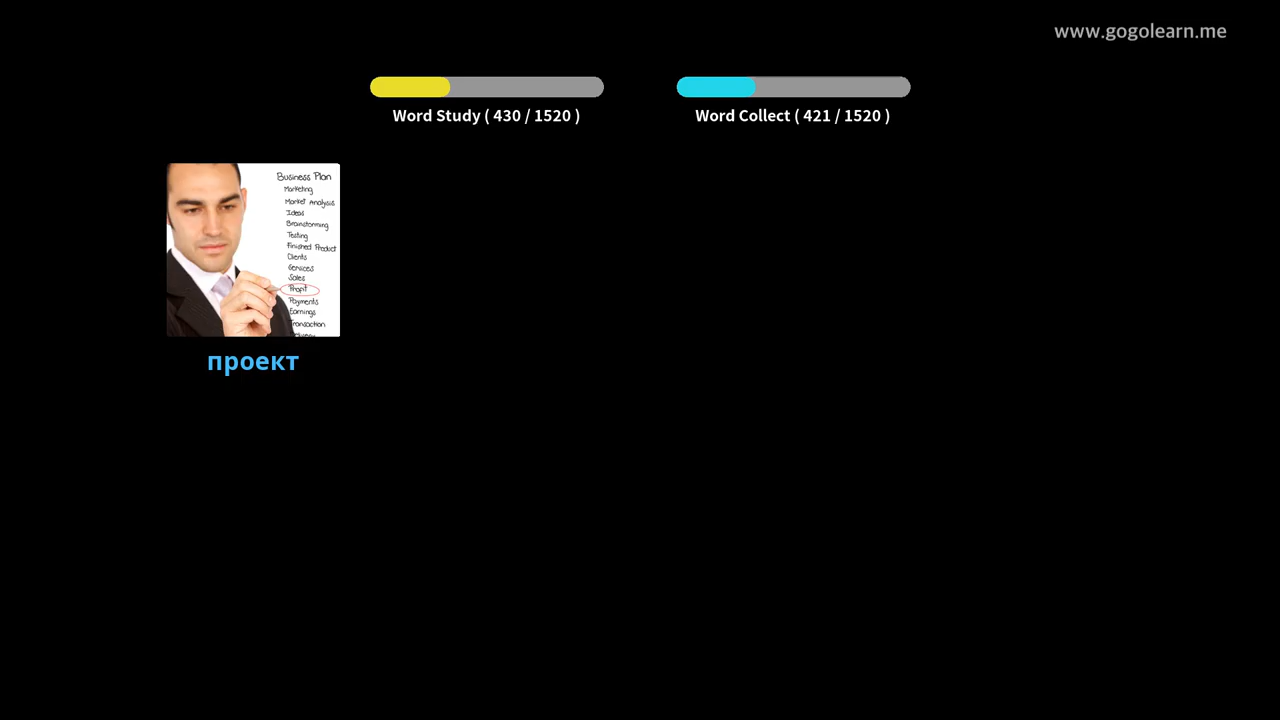 www.gogolearn.me
Word Study ( 430 / 1520 )
Word Collect ( 421 / 1520 )
Business Plan
Marketing
Market Analysis
Ideas
Brainstorming
Testing
Finished Product
Clients
Services
Sales
Profit
Payments
Earnings
Transaction
проект